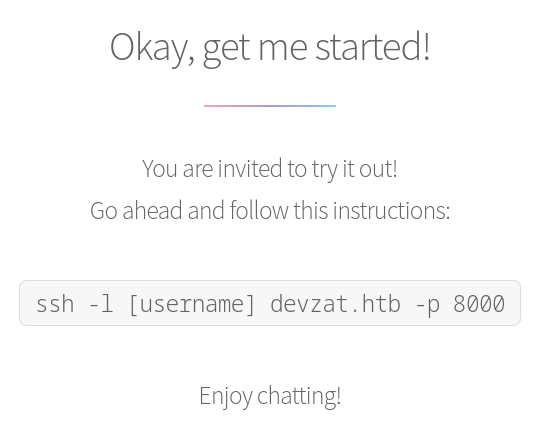 Okay, get me started!
You are invited to try it out!
Go ahead and follow this instructions:
ssh -l [username] devzat.htb -p 8000
Enjoy chatting!